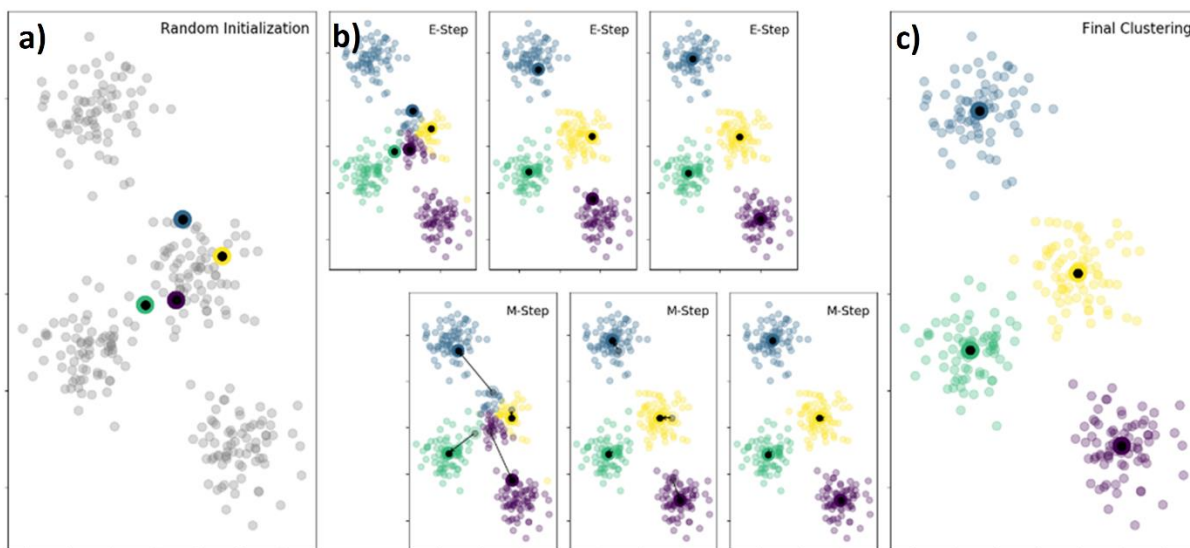 a)
Random Initialization
b)
E-Step
E-Step
E-Step
M-Step
M-Step
M-Step
c)
Final Clustering